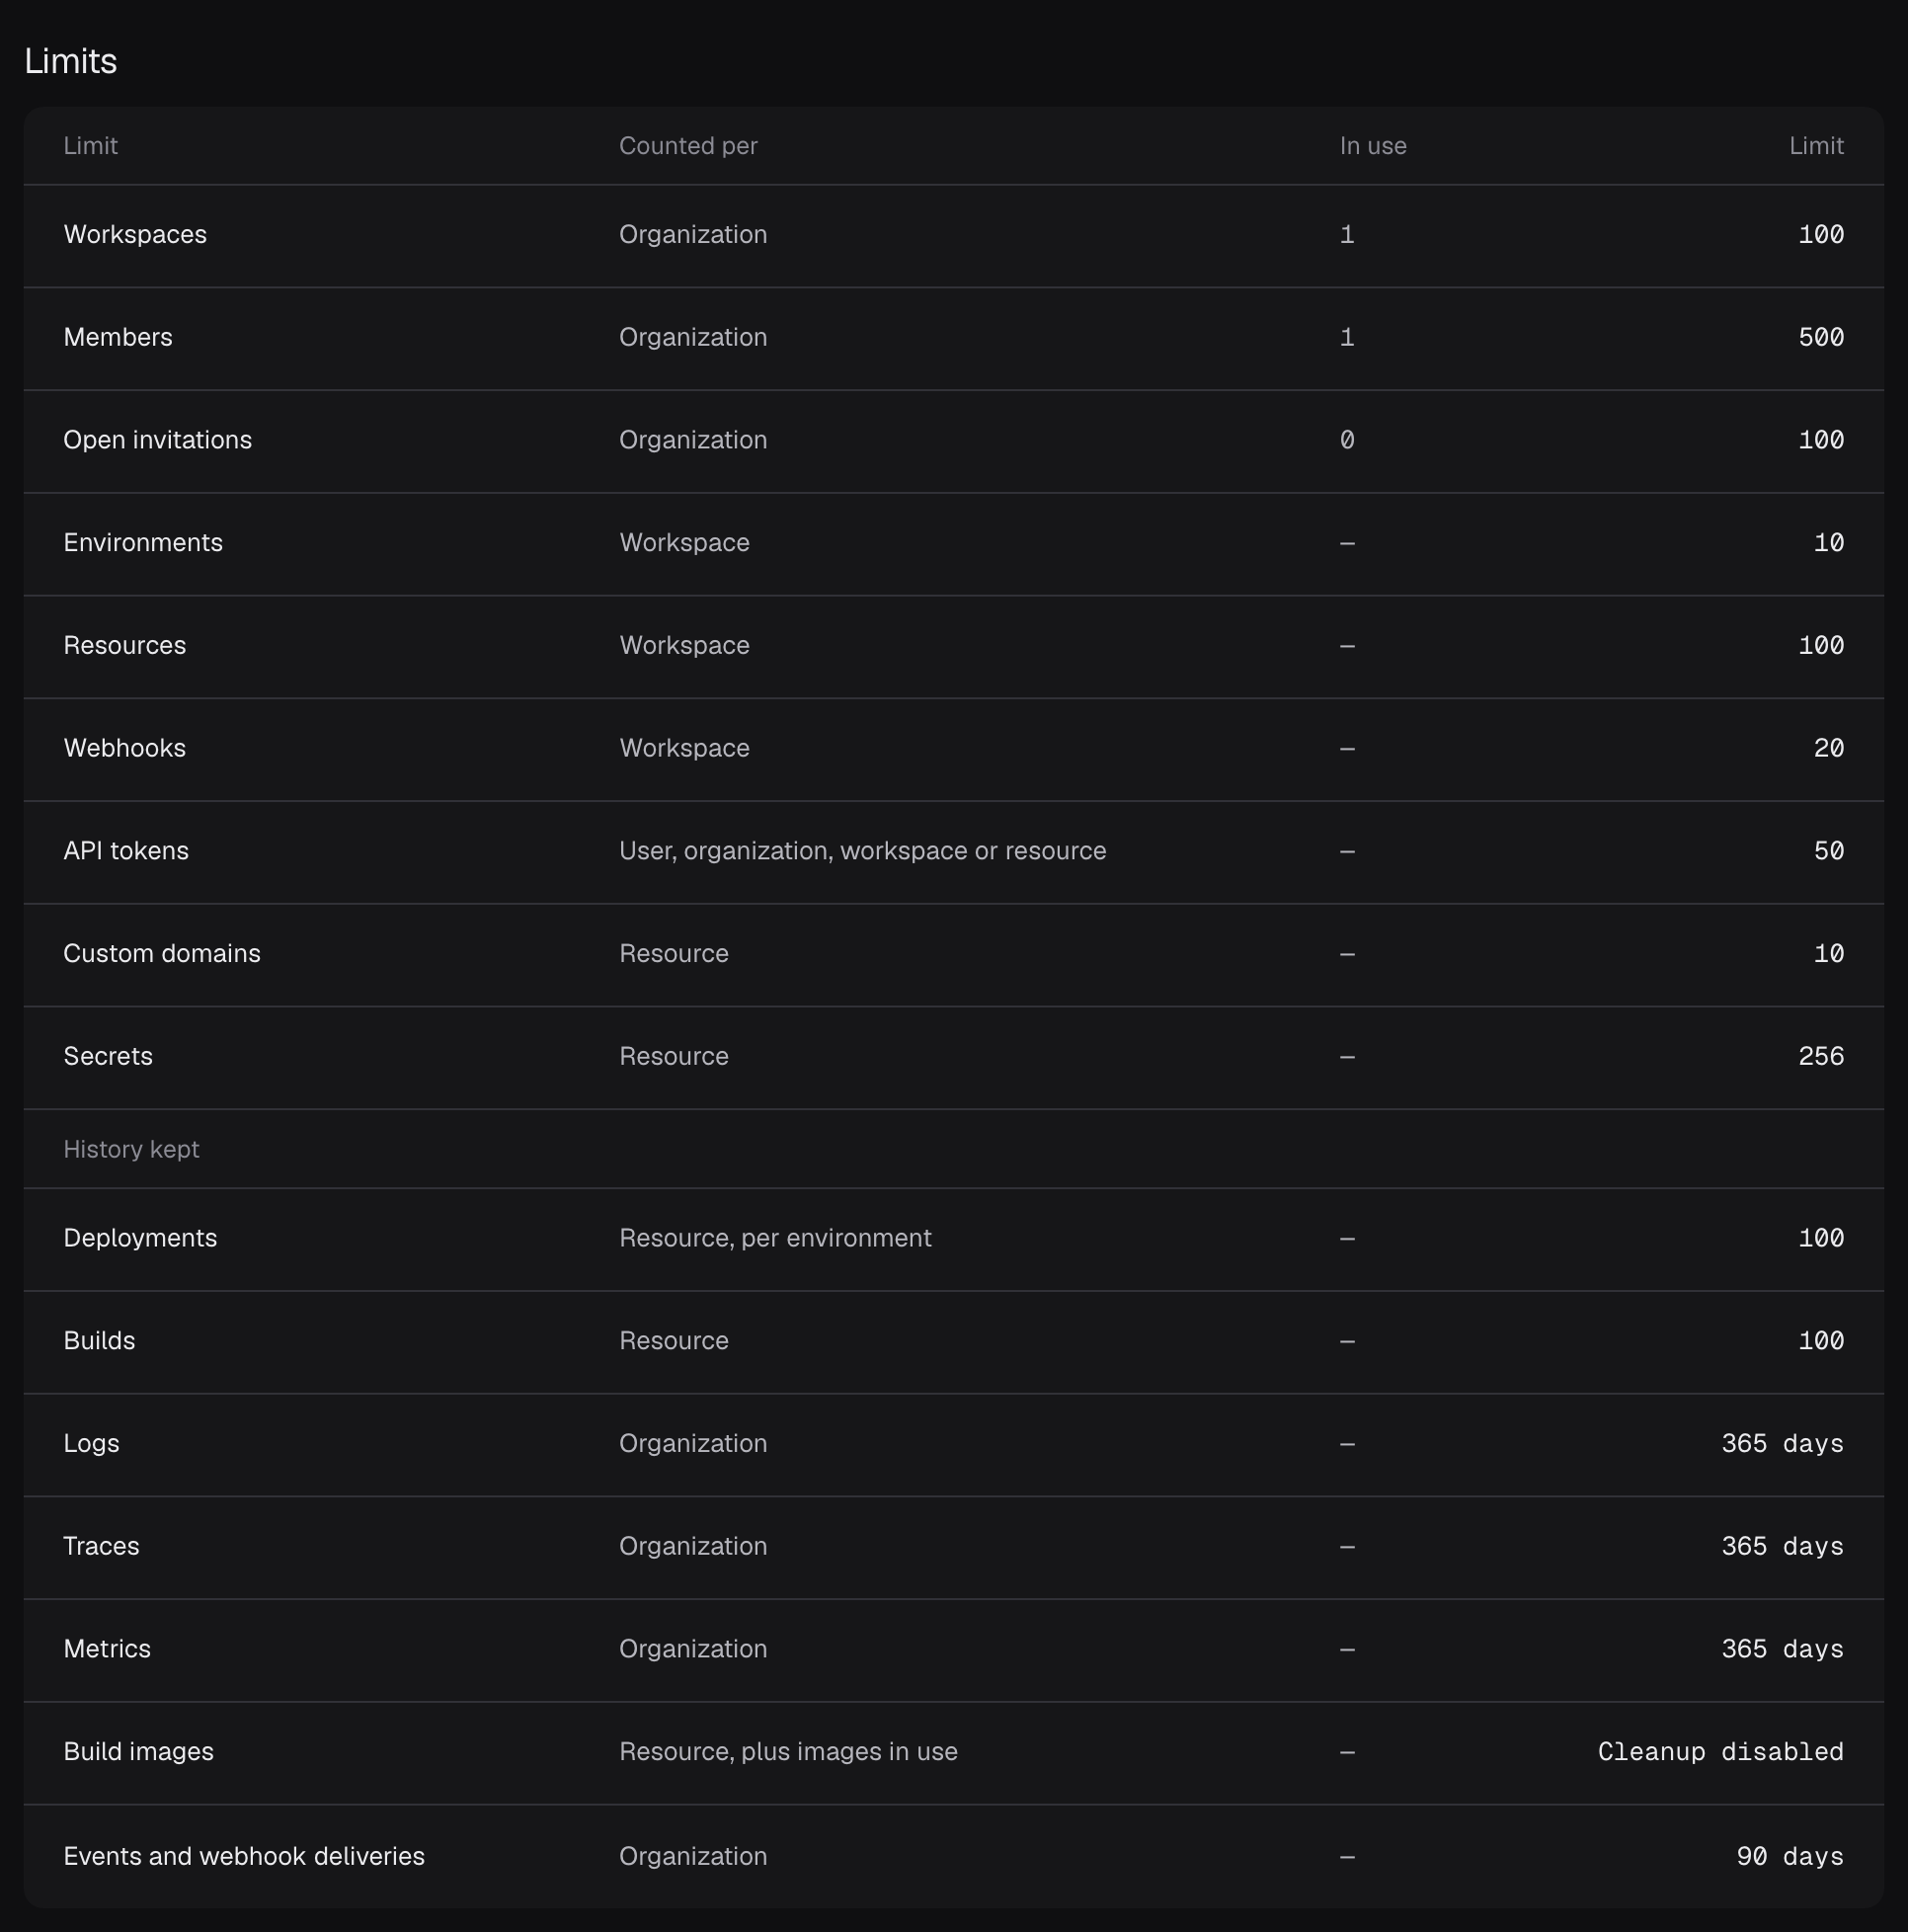 Limits
Limit Counted per In use Limit
Workspaces Organization 1 100
Members Organization 1 500
Open invitations Organization 0 100
Environments Workspace – 10
Resources Workspace – 100
Webhooks Workspace – 20
API tokens User, organization, workspace or resource – 50
Custom domains Resource – 10
Secrets Resource – 256
History kept
Deployments Resource, per environment – 100
Builds Resource – 100
Logs Organization – 365 days
Traces Organization – 365 days
Metrics Organization – 365 days
Build images Resource, plus images in use – Cleanup disabled
Events and webhook deliveries Organization – 90 days